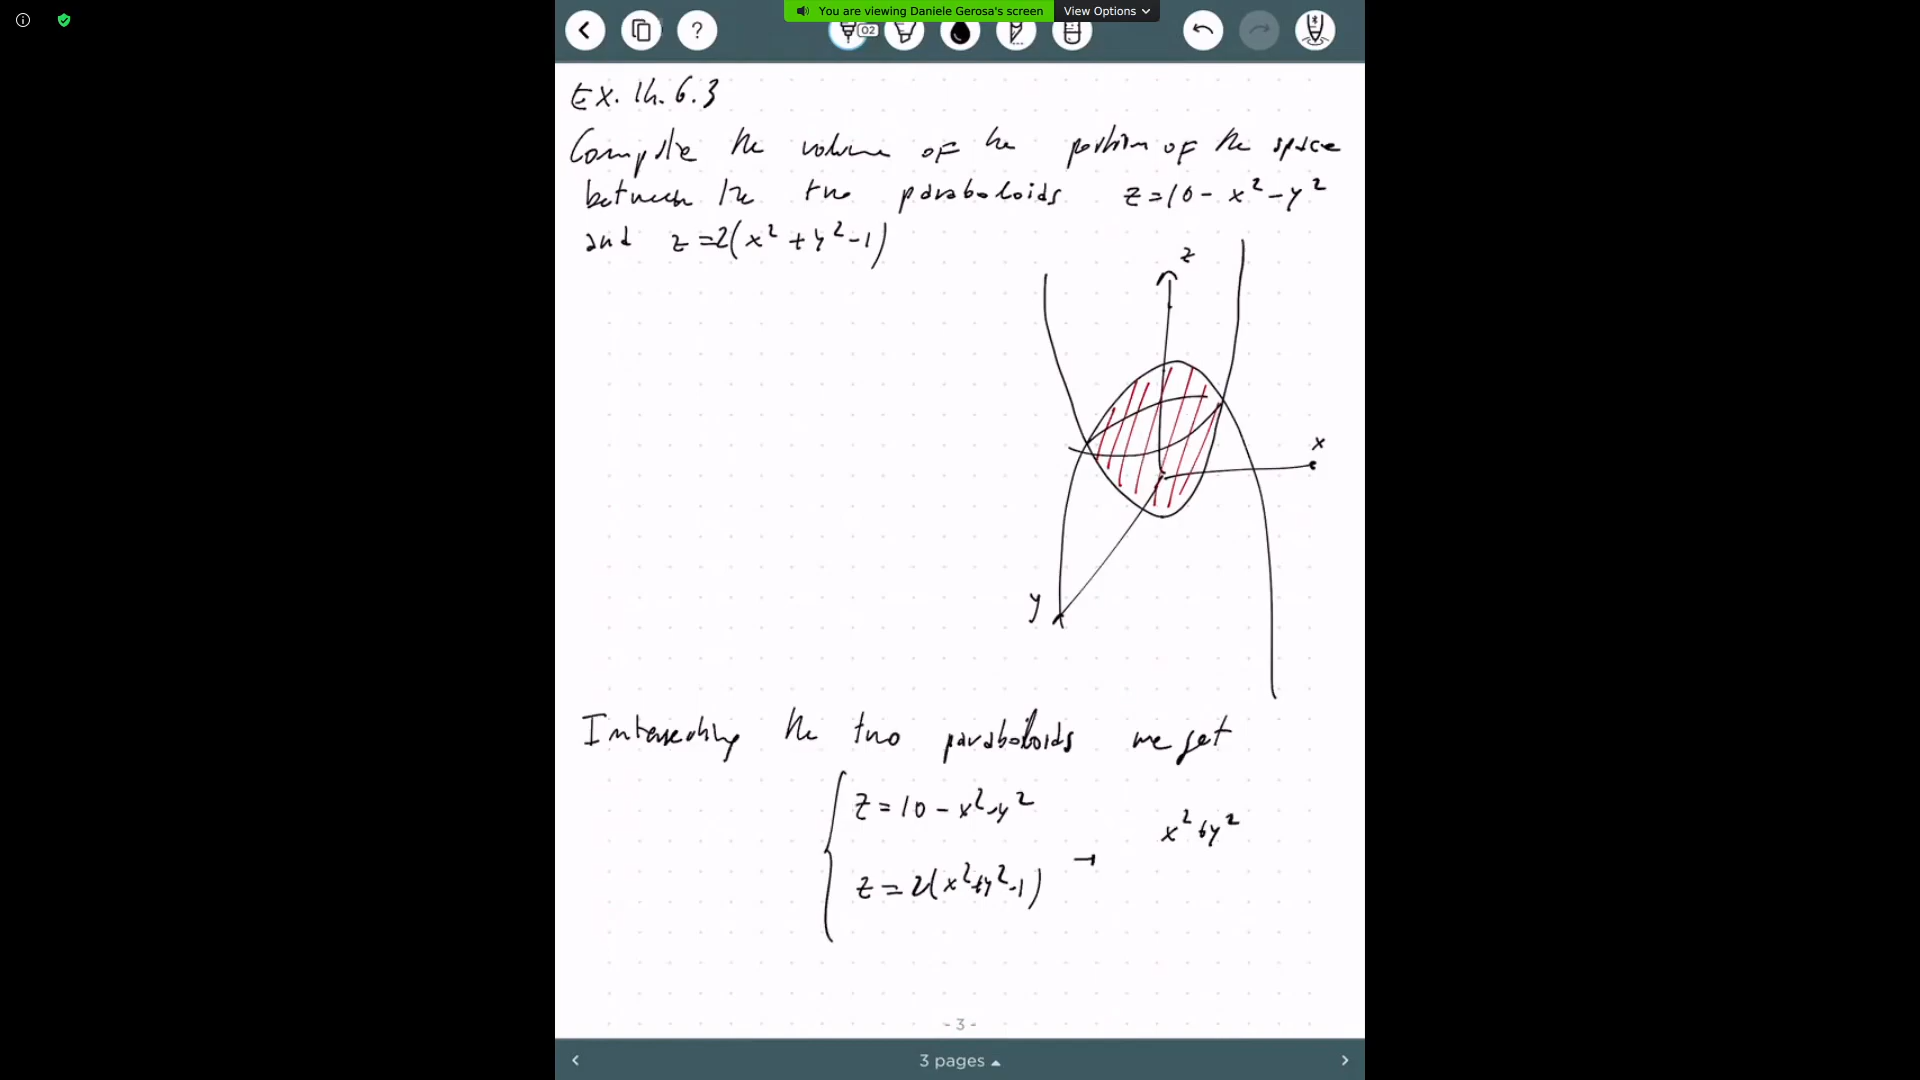 You are viewing Daniele Gerosa's screen View Options
? 02
Ex. 14.6.3
Compute the volume of the portion of the space
between the two paraboloids z=10-x²-y²
and z=2(x²+y²-1)
z
x
y
Intersecting the two paraboloids we get
z=10-x²-y²
x²+y²
z=2(x²+y²-1) →
- 3 -
3 pages